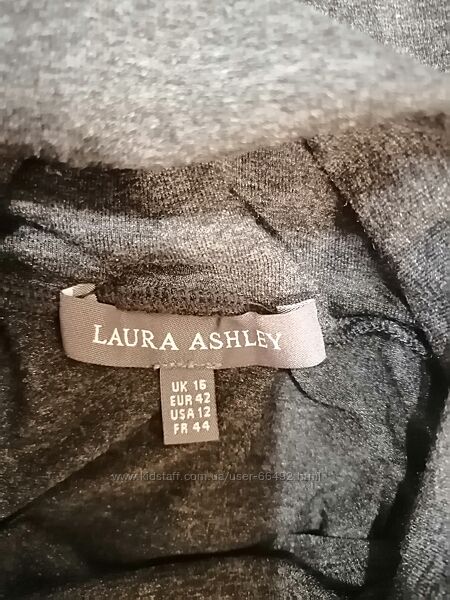 LAURA ASHLEY
UK 16
EUR 42
USA 12
FR 44
www.kidstaff.com.ua/user-66492.html